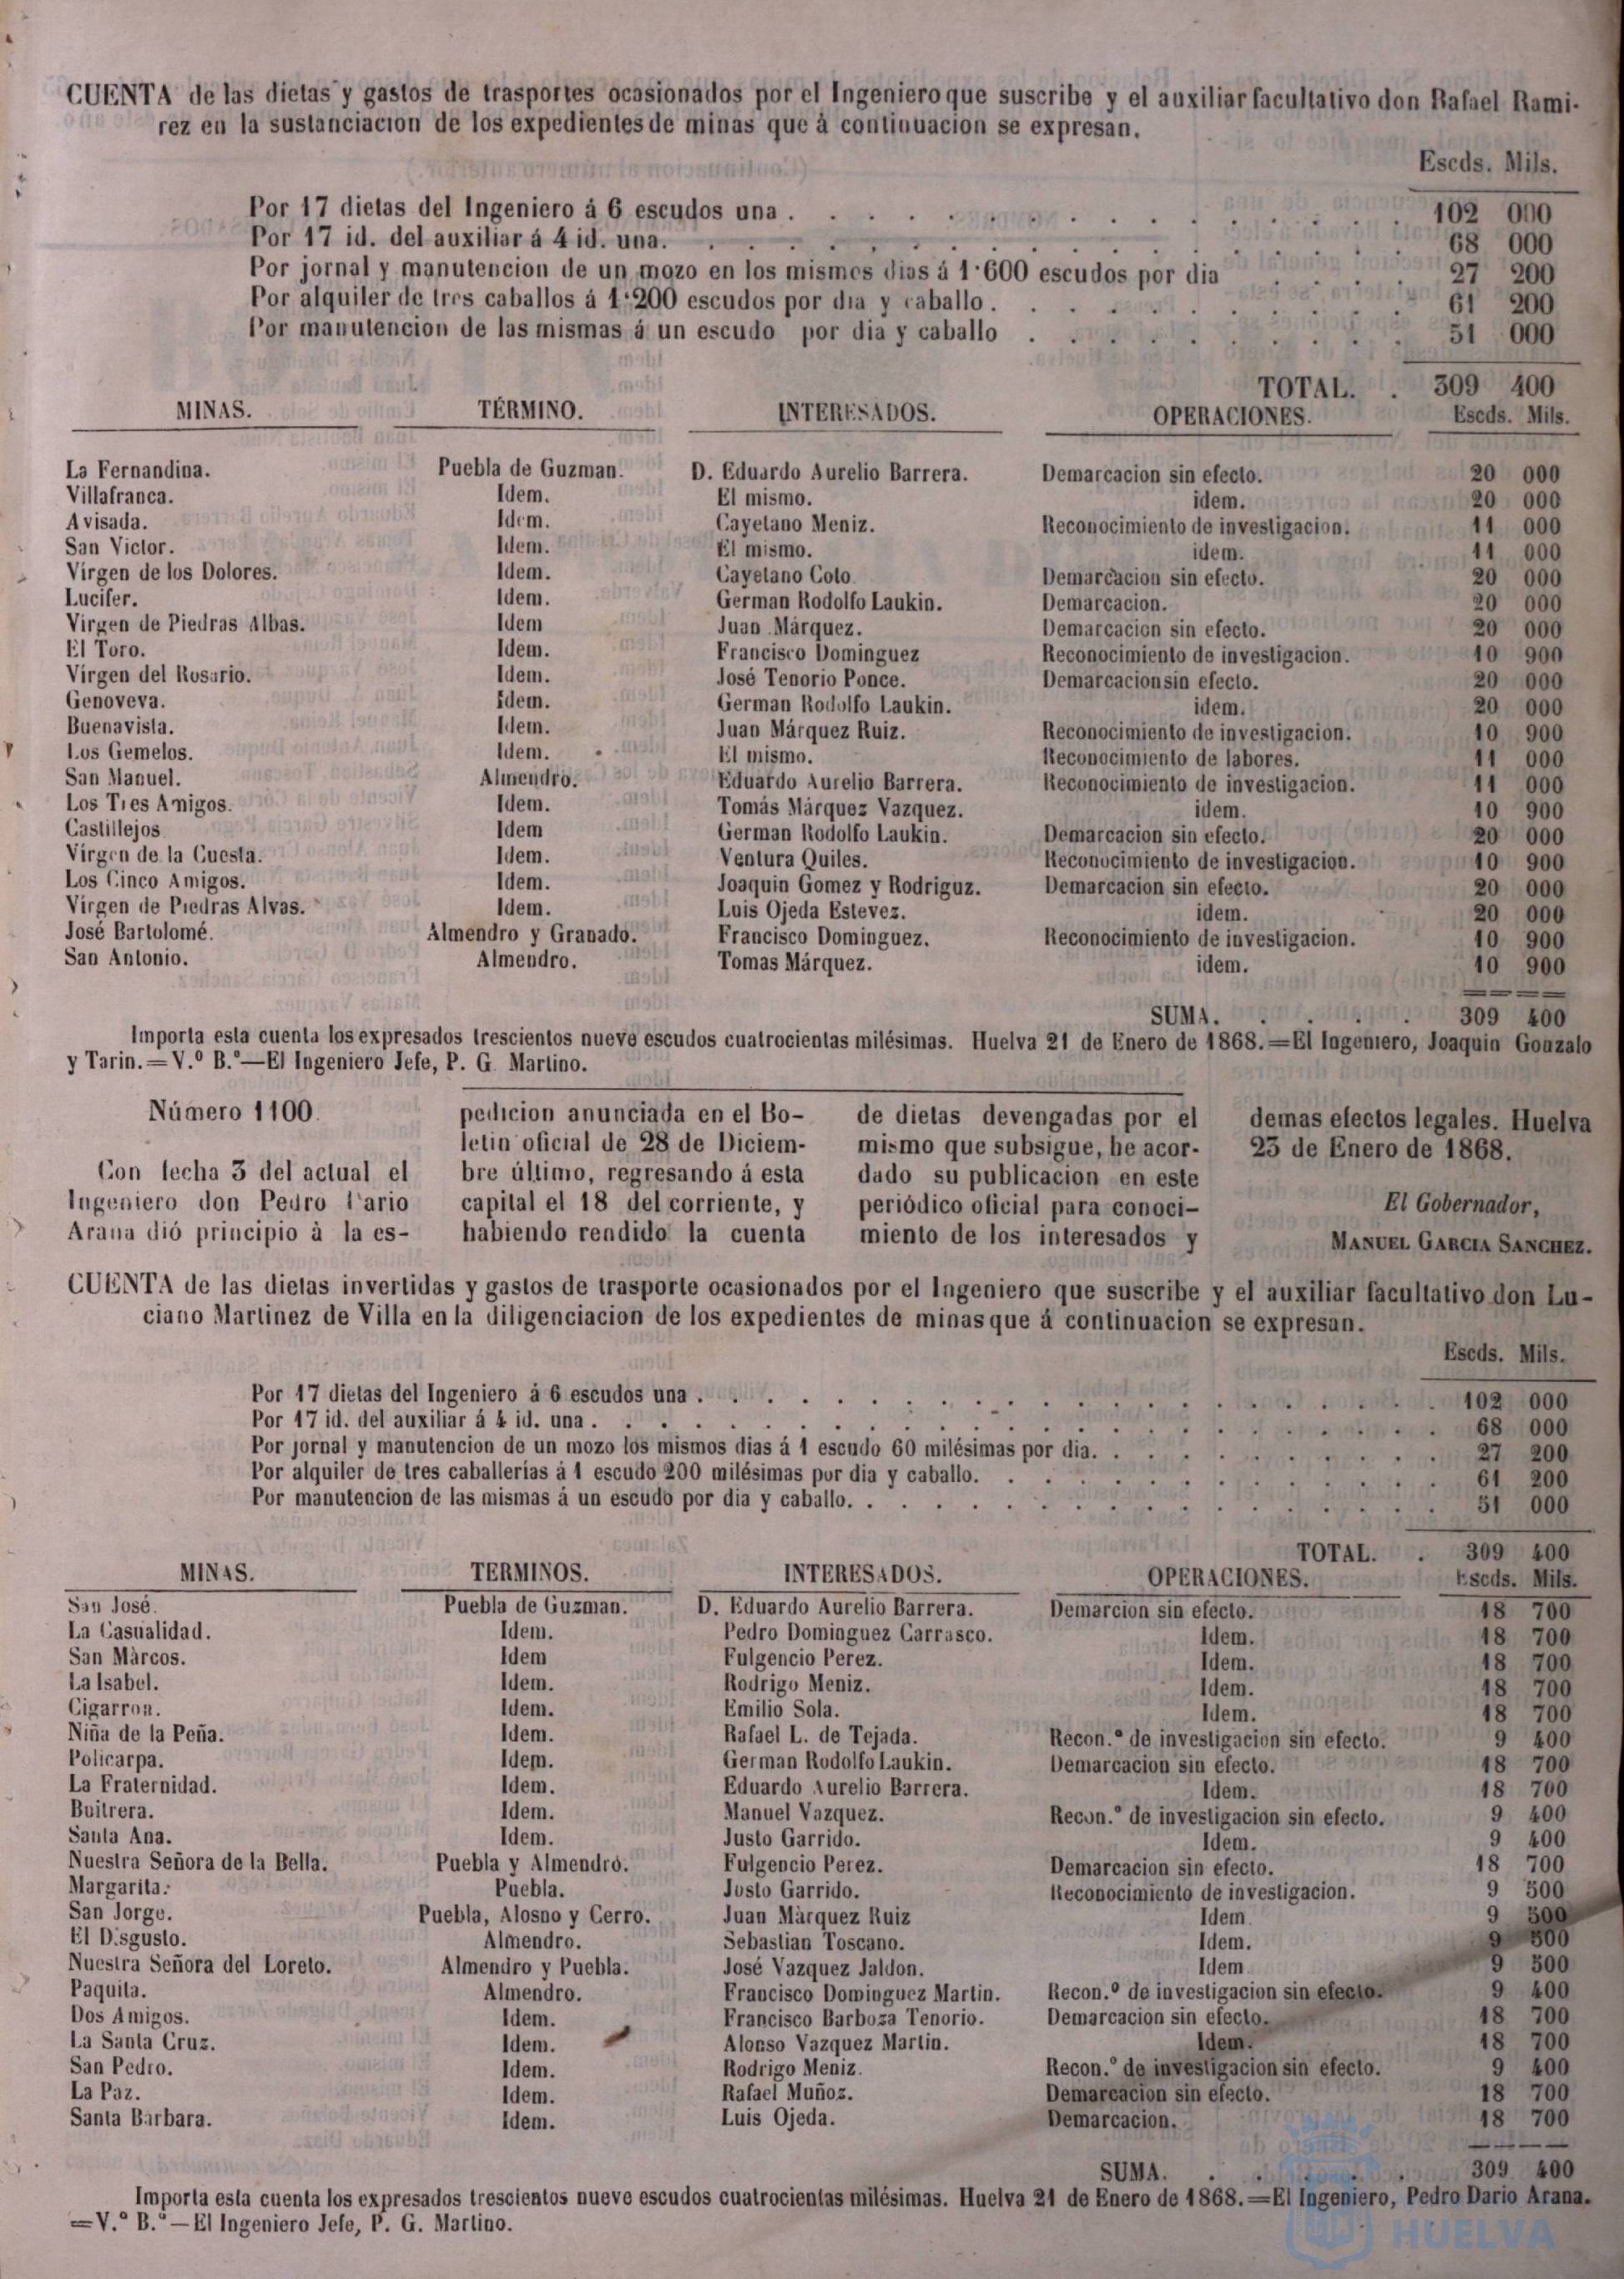 CUENTA de las dietas y gastos de trasportes ocasionados por el Ingeniero que suscribe y el auxiliar facultativo don Rafael Rami-
rez en la sustanciacion de los expedientes de minas que à continuacion se expresan.
Escds. Mils.
Por 17 dietas del Ingeniero á 6 escudos una . 102 000
Por 17 id. del auxiliar á 4 id. una. 68 000
Por jornal y manutencion de un mozo en los mismos dias á 1·600 escudos por dia 27 200
Por alquiler de tres caballos á 1·200 escudos por dia y caballo . 61 200
Por manutencion de las mismas á un escudo por dia y caballo . 51 000
TOTAL. . 309 400
MINAS. TÉRMINO. INTERESADOS. OPERACIONES. Escds. Mils.
La Fernandina. Puebla de Guzman. D. Eduardo Aurelio Barrera. Demarcacion sin efecto. 20 000
Villafranca. Idem. El mismo. idem. 20 000
Avisada. Idem. Cayetano Meniz. Reconocimiento de investigacion. 11 000
San Victor. Idem. El mismo. idem. 11 000
Vírgen de los Dolores. Idem. Cayetano Coto. Demarcacion sin efecto. 20 000
Lucifer. Idem. German Rodolfo Laukin. Demarcacion. 20 000
Virgen de Piedras Albas. Idem Juan Márquez. Demarcacion sin efecto. 20 000
El Toro. Idem. Francisco Dominguez Reconocimiento de investigacion. 10 900
Vírgen del Rosario. Idem. José Tenorio Ponce. Demarcacion sin efecto. 20 000
Genoveva. Idem. German Rodolfo Laukin. idem. 20 000
Buenavista. Idem. Juan Márquez Ruiz. Reconocimiento de investigacion. 10 900
Los Gemelos. Idem. El mismo. Reconocimiento de labores. 11 000
San Manuel. Almendro. Eduardo Aurelio Barrera. Reconocimiento de investigacion. 11 000
Los Tres Amigos. Idem. Tomás Márquez Vazquez. idem. 10 900
Castillejos. Idem German Rodolfo Laukin. Demarcacion sin efecto. 20 000
Vírgen de la Cuesta. Idem. Ventura Quiles. Reconocimiento de investigacion. 10 900
Los Cinco Amigos. Idem. Joaquin Gomez y Rodriguz. Demarcacion sin efecto. 20 000
Virgen de Piedras Alvas. Idem. Luis Ojeda Estevez. idem. 20 000
José Bartolomé. Almendro y Granado. Francisco Dominguez. Reconocimiento de investigacion. 10 900
San Antonio. Almendro. Tomas Márquez. idem. 10 900
SUMA. . 309 400
Importa esta cuenta los expresados trescientos nueve escudos cuatrocientas milésimas. Huelva 21 de Enero de 1868.=El Ingeniero, Joaquin Gonzalo
y Tarin.=V.º B.º—El Ingeniero Jefe, P. G. Martino.
Número 1100.
Con fecha 3 del actual el
Ingeniero don Pedro Dario
Arana dió principio à la es-
pedicion anunciada en el Bo-
letin oficial de 28 de Diciem-
bre último, regresando á esta
capital el 18 del corriente, y
habiendo rendido la cuenta
de dietas devengadas por el
mismo que subsigue, he acor-
dado su publicacion en este
periódico oficial para conoci-
miento de los interesados y
demas efectos legales. Huelva
23 de Enero de 1868.
El Gobernador,
MANUEL GARCIA SANCHEZ.
CUENTA de las dietas invertidas y gastos de trasporte ocasionados por el Ingeniero que suscribe y el auxiliar facultativo don Lu-
ciano Martinez de Villa en la diligenciacion de los expedientes de minas que á continuacion se expresan.
Escds. Mils.
Por 17 dietas del Ingeniero á 6 escudos una . 102 000
Por 17 id. del auxiliar á 4 id. una . 68 000
Por jornal y manutencion de un mozo los mismos dias á 1 escudo 60 milésimas por dia. 27 200
Por alquiler de tres caballerías á 1 escudo 200 milésimas por dia y caballo. 61 200
Por manutencion de las mismas á un escudo por dia y caballo. 51 000
TOTAL. . 309 400
MINAS. TERMINOS. INTERESADOS. OPERACIONES. Escds. Mils.
San José. Puebla de Guzman. D. Eduardo Aurelio Barrera. Demarcion sin efecto. 18 700
La Casualidad. Idem. Pedro Dominguez Carrasco. Idem. 18 700
San Màrcos. Idem Fulgencio Perez. Idem. 18 700
La Isabel. Idem. Rodrigo Meniz. Idem. 18 700
Cigarron. Idem. Emilio Sola. Idem. 18 700
Niña de la Peña. Idem. Rafael L. de Tejada. Recon.º de investigacion sin efecto. 9 400
Policarpa. Idem. German Rodolfo Laukin. Demarcacion sin efecto. 18 700
La Fraternidad. Idem. Eduardo Aurelio Barrera. Idem. 18 700
Buitrera. Idem. Manuel Vazquez. Recon.º de investigacion sin efecto. 9 400
Santa Ana. Idem. Justo Garrido. Idem. 9 400
Nuestra Señora de la Bella. Puebla y Almendro. Fulgencio Perez. Demarcacion sin efecto. 18 700
Margarita. Puebla. Justo Garrido. Reconocimiento de investigacion. 9 500
San Jorge. Puebla, Alosno y Cerro. Juan Màrquez Ruiz Idem 9 500
El Disgusto. Almendro. Sebastian Toscano. Idem. 9 500
Nuestra Señora del Loreto. Almendro y Puebla. José Vazquez Jaldon. Idem 9 500
Paquita. Almendro. Francisco Dominguez Martin. Recon.º de investigacion sin efecto. 9 400
Dos Amigos. Idem. Francisco Barboza Tenorio. Demarcacion sin efecto. 18 700
La Santa Cruz. Idem. Alonso Vazquez Martin. Idem. 18 700
San Pedro. Idem. Rodrigo Meniz. Recon.º de investigacion sin efecto. 9 400
La Paz. Idem. Rafael Muñoz. Demarcacion sin efecto. 18 700
Santa Bárbara. Idem. Luis Ojeda. Demarcacion. 18 700
SUMA. . 309 400
Importa esta cuenta los expresados trescientos nueve escudos cuatrocientas milésimas. Huelva 21 de Enero de 1868.=El Ingeniero, Pedro Dario Arana.
=V.º B.º—El Ingeniero Jefe, P. G. Martino.
HUELVA